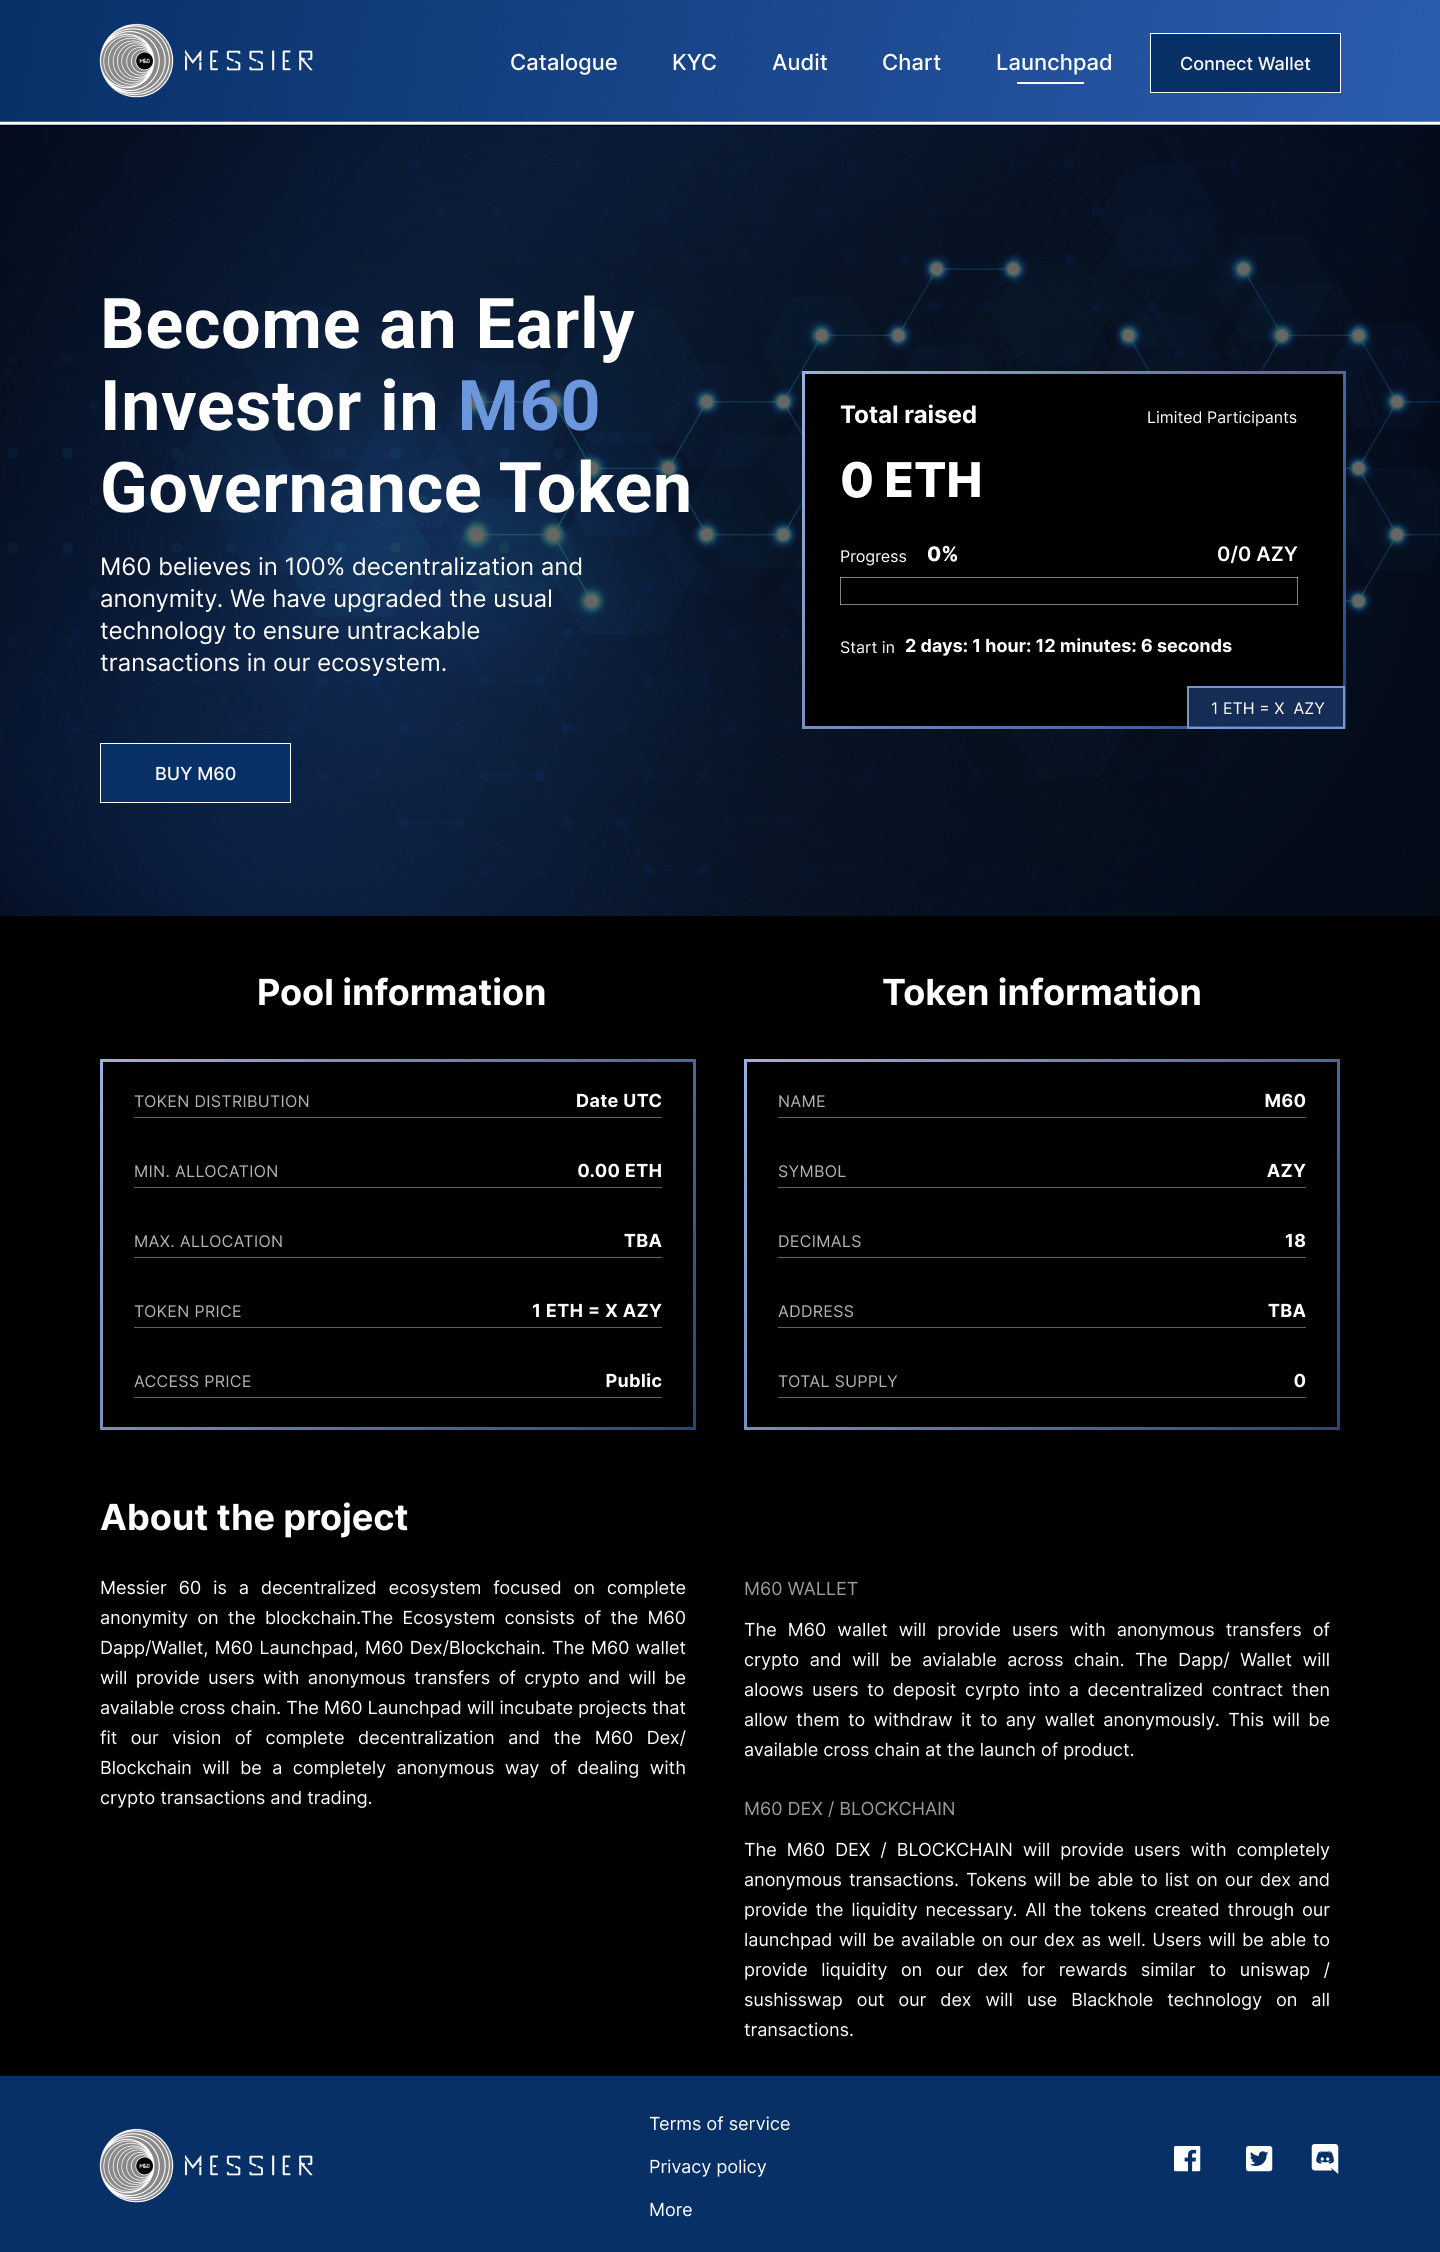 M60 MESSIER
Catalogue KYC Audit Chart Launchpad Connect Wallet
Become an Early
Investor in M60
Governance Token
M60 believes in 100% decentralization and
anonymity. We have upgraded the usual
technology to ensure untrackable
transactions in our ecosystem.
BUY M60
Total raised Limited Participants
0 ETH
Progress 0% 0/0 AZY
Start in 2 days: 1 hour: 12 minutes: 6 seconds
1 ETH = X AZY
Pool information
TOKEN DISTRIBUTION Date UTC
MIN. ALLOCATION 0.00 ETH
MAX. ALLOCATION TBA
TOKEN PRICE 1 ETH = X AZY
ACCESS PRICE Public
Token information
NAME M60
SYMBOL AZY
DECIMALS 18
ADDRESS TBA
TOTAL SUPPLY 0
About the project
Messier 60 is a decentralized ecosystem focused on complete
anonymity on the blockchain.The Ecosystem consists of the M60
Dapp/Wallet, M60 Launchpad, M60 Dex/Blockchain. The M60 wallet
will provide users with anonymous transfers of crypto and will be
available cross chain. The M60 Launchpad will incubate projects that
fit our vision of complete decentralization and the M60 Dex/
Blockchain will be a completely anonymous way of dealing with
crypto transactions and trading.
M60 WALLET
The M60 wallet will provide users with anonymous transfers of
crypto and will be avialable across chain. The Dapp/ Wallet will
aloows users to deposit cyrpto into a decentralized contract then
allow them to withdraw it to any wallet anonymously. This will be
available cross chain at the launch of product.
M60 DEX / BLOCKCHAIN
The M60 DEX / BLOCKCHAIN will provide users with completely
anonymous transactions. Tokens will be able to list on our dex and
provide the liquidity necessary. All the tokens created through our
launchpad will be available on our dex as well. Users will be able to
provide liquidity on our dex for rewards similar to uniswap /
sushisswap out our dex will use Blackhole technology on all
transactions.
M60 MESSIER
Terms of service
Privacy policy
More